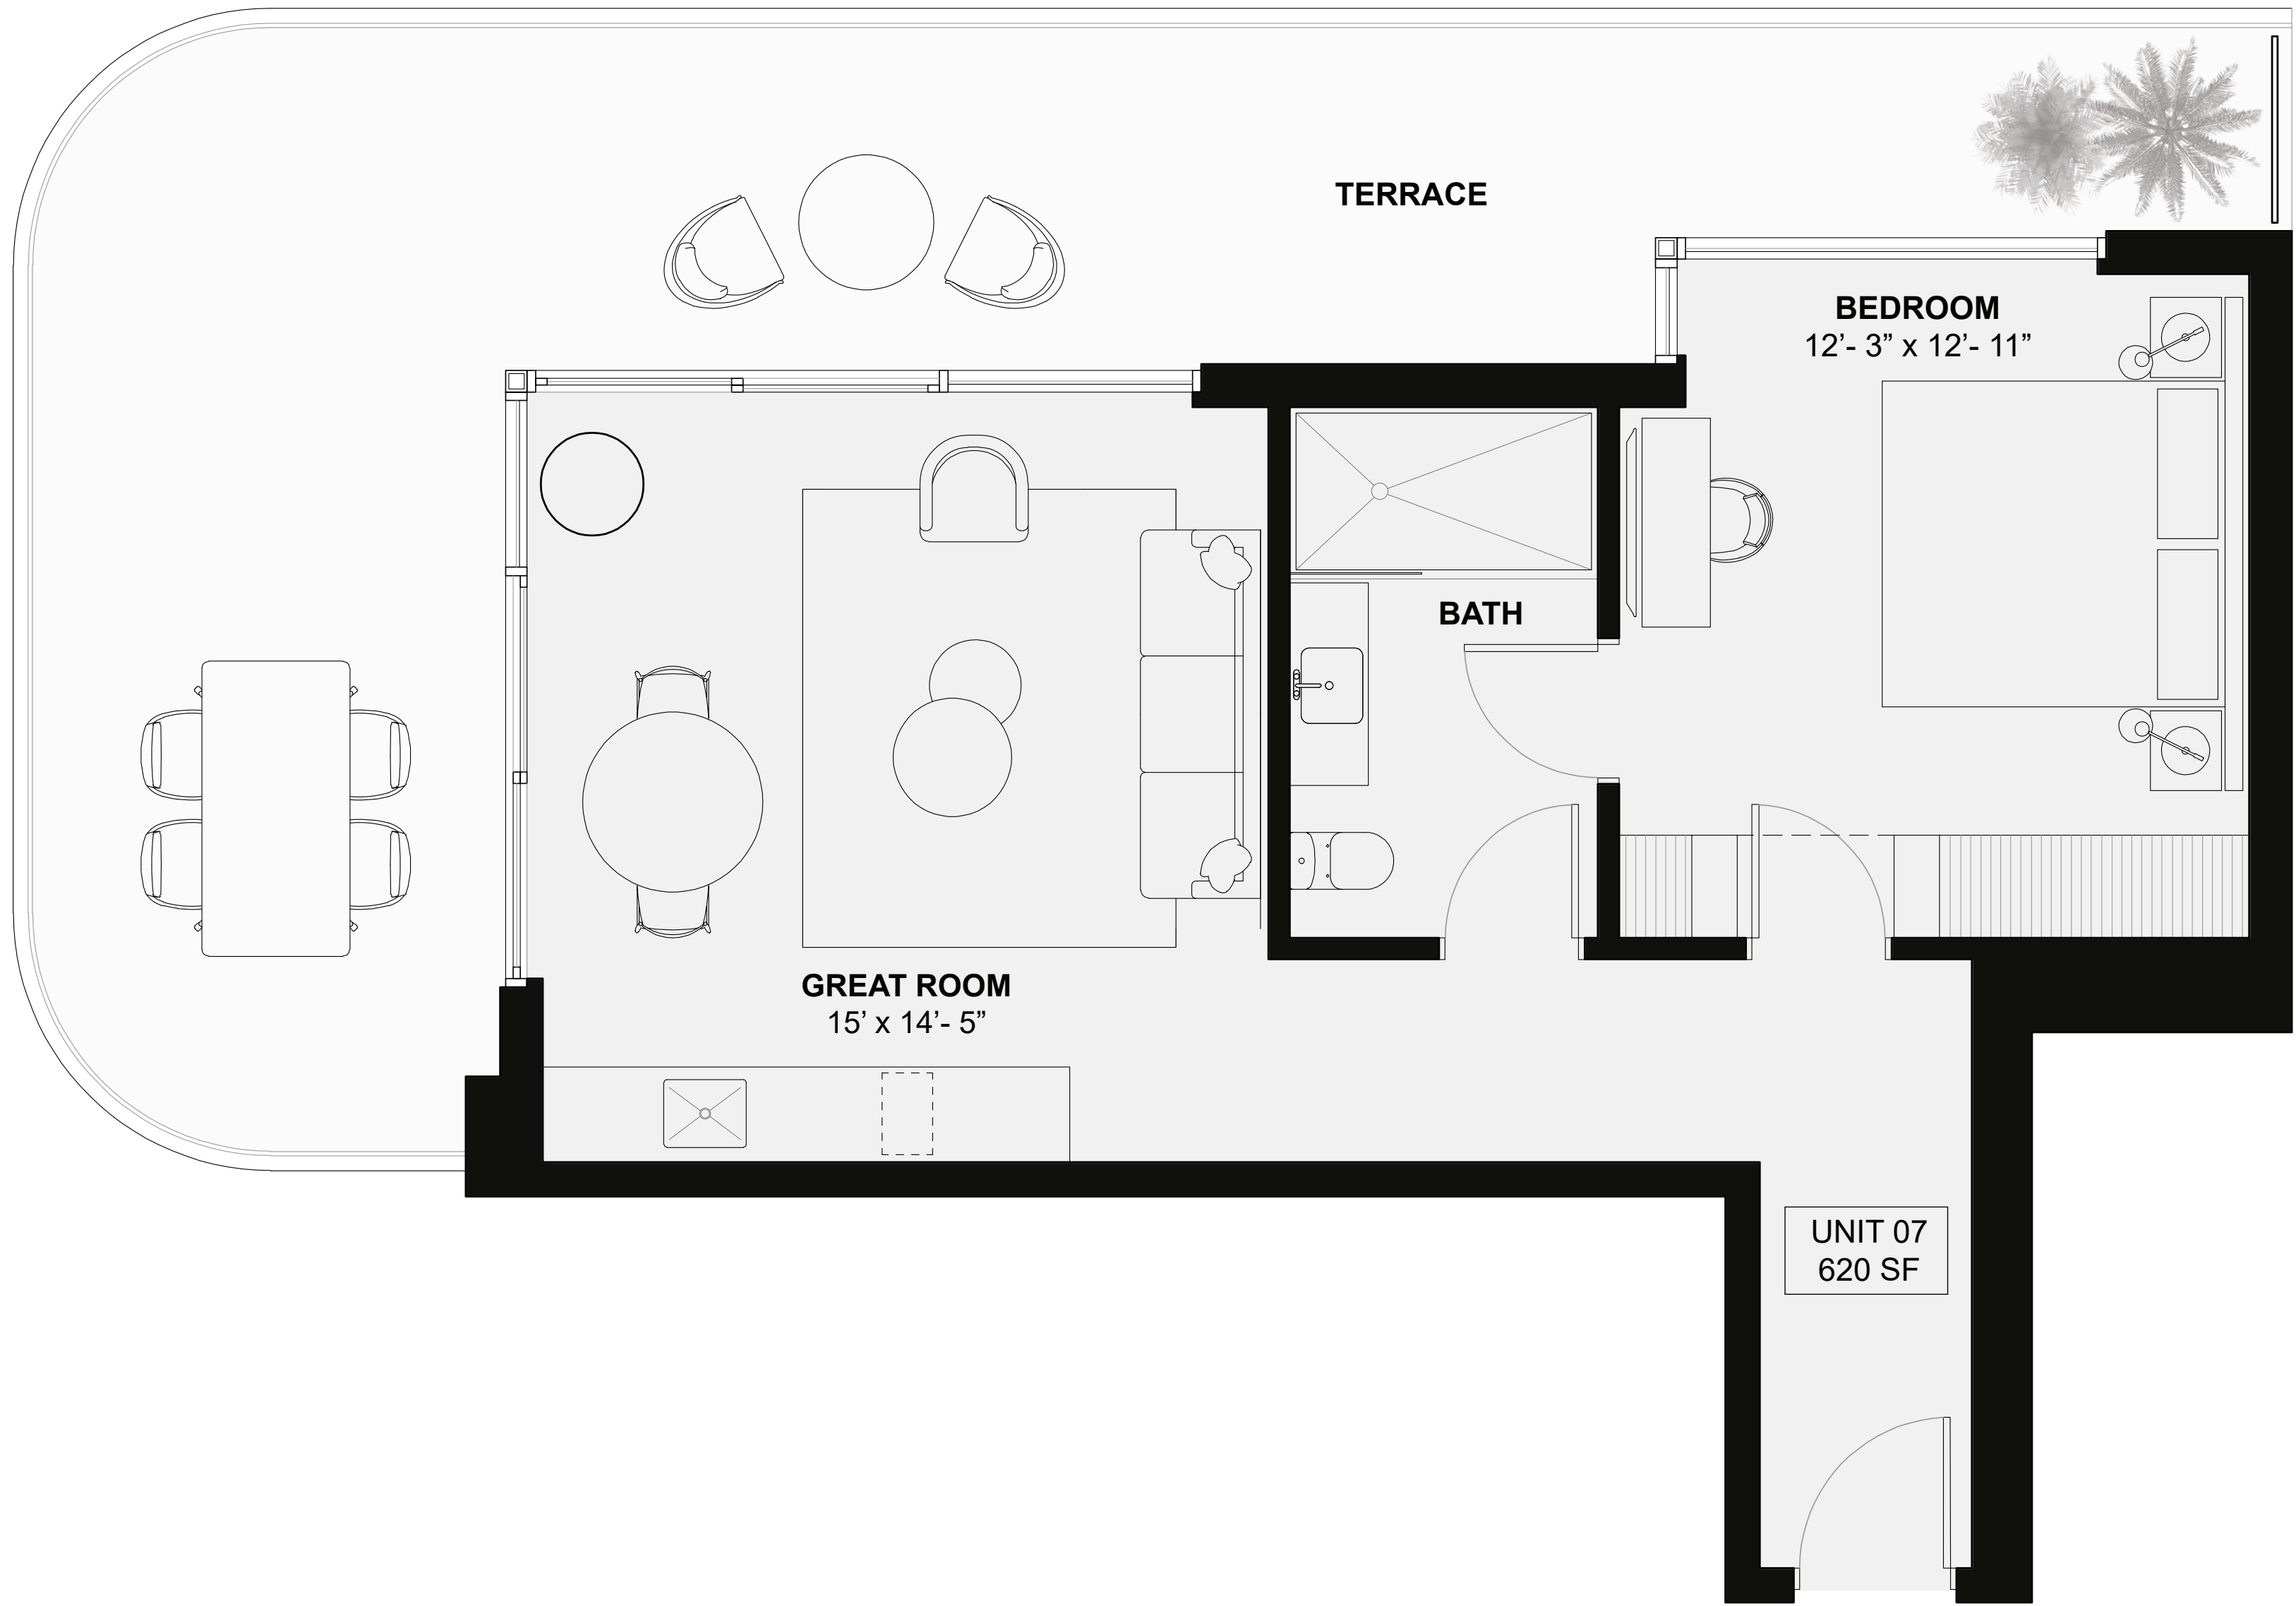 TERRACE
BEDROOM
12’- 3” x 12’- 11”
BATH
GREAT ROOM
15’ x 14’- 5”
UNIT 07
620 SF